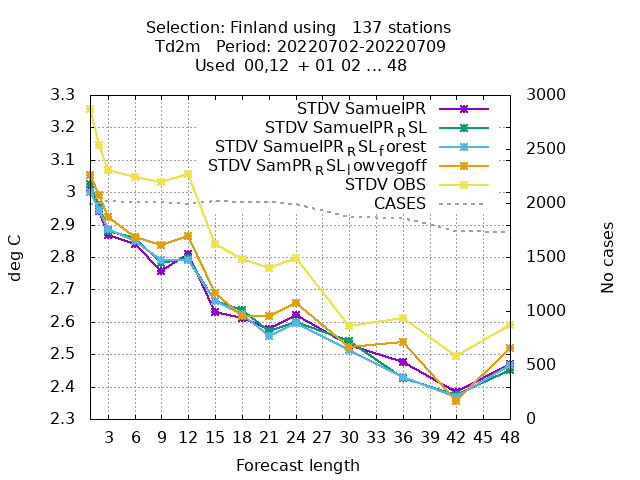 Selection: Finland using 137 stations
Td2m Period: 20220702-20220709
Used 00,12 + 01 02 ... 48
3.3
3.2
3.1
3
2.9
2.8
2.7
2.6
2.5
2.4
2.3
deg C
STDV SamuelPR
STDV SamuelPR_RSL
STDV SamuelPR_RSL_forest
STDV SamPR_RSL_lowvegoff
STDV OBS
CASES
3000
2500
2000
1500
1000
500
0
No cases
3 6 9 12 15 18 21 24 27 30 33 36 39 42 45 48
Forecast length